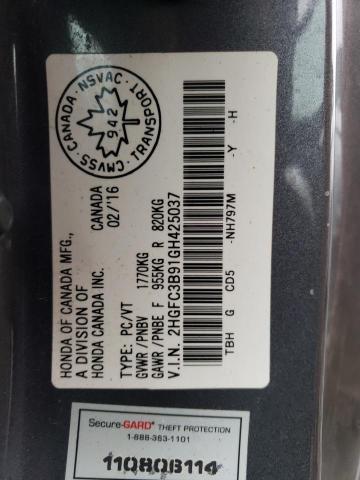 HONDA OF CANADA MFG.,
A DIVISION OF
HONDA CANADA INC.
CANADA
02/'16
TYPE: PC/VT
GVWR/PNBV 1770KG
GAWR/PNBE F 955KG R 820KG
V.I.N. 2HGFC3B91GH425037
TBH G CD5 -NH797M -Y -H
CMVSS · CANADA · NSVAC · TRANSPORT
942
Secure-GARD THEFT PROTECTION
1-888-363-1101
110806114